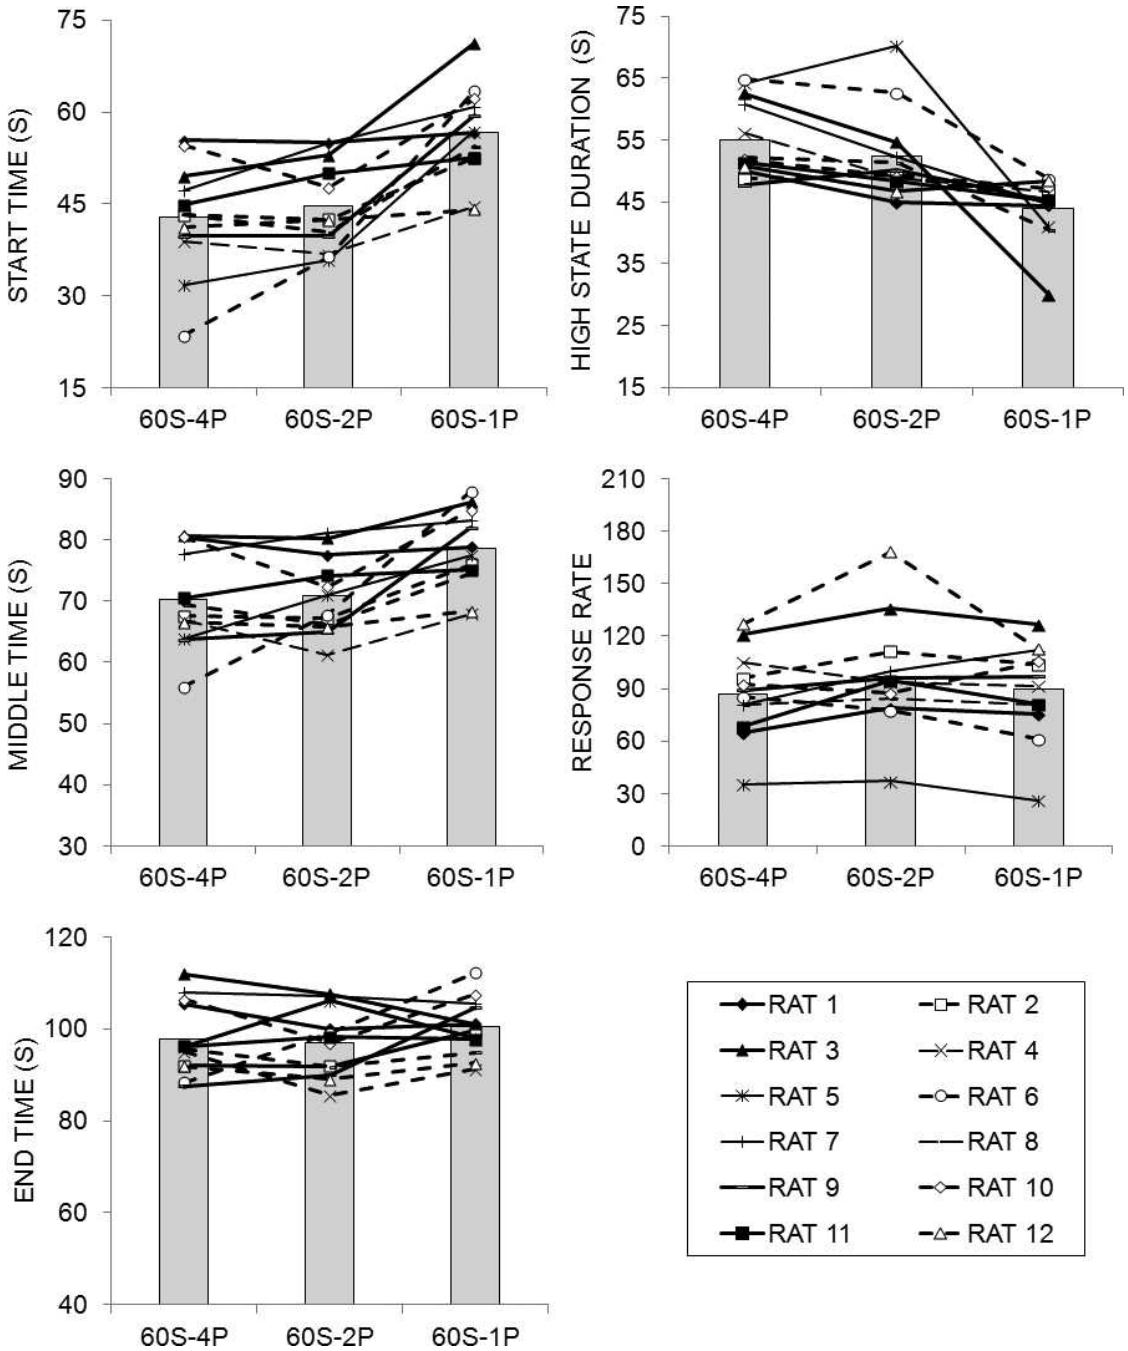 START TIME (S)
75
60
45
30
15
60S-4P 60S-2P 60S-1P
HIGH STATE DURATION (S)
75
65
55
45
35
25
15
60S-4P 60S-2P 60S-1P
MIDDLE TIME (S)
90
80
70
60
50
40
30
60S-4P 60S-2P 60S-1P
RESPONSE RATE
210
180
150
120
90
60
30
0
60S-4P 60S-2P 60S-1P
END TIME (S)
120
100
80
60
40
60S-4P 60S-2P 60S-1P
RAT 1 RAT 2
RAT 3 RAT 4
RAT 5 RAT 6
RAT 7 RAT 8
RAT 9 RAT 10
RAT 11 RAT 12